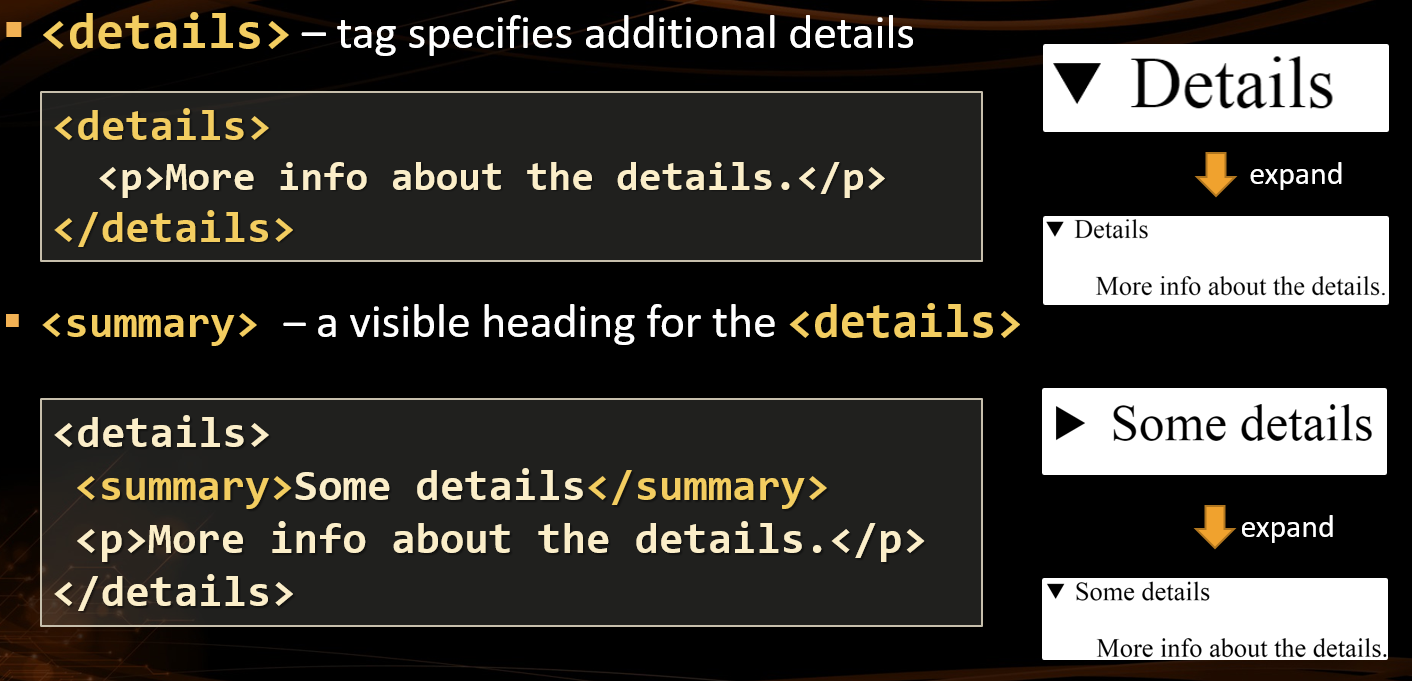 <details> – tag specifies additional details
<details>
<p>More info about the details.</p>
</details>
Details
expand
Details
More info about the details.
<summary> – a visible heading for the <details>
<details>
<summary>Some details</summary>
<p>More info about the details.</p>
</details>
Some details
expand
Some details
More info about the details.